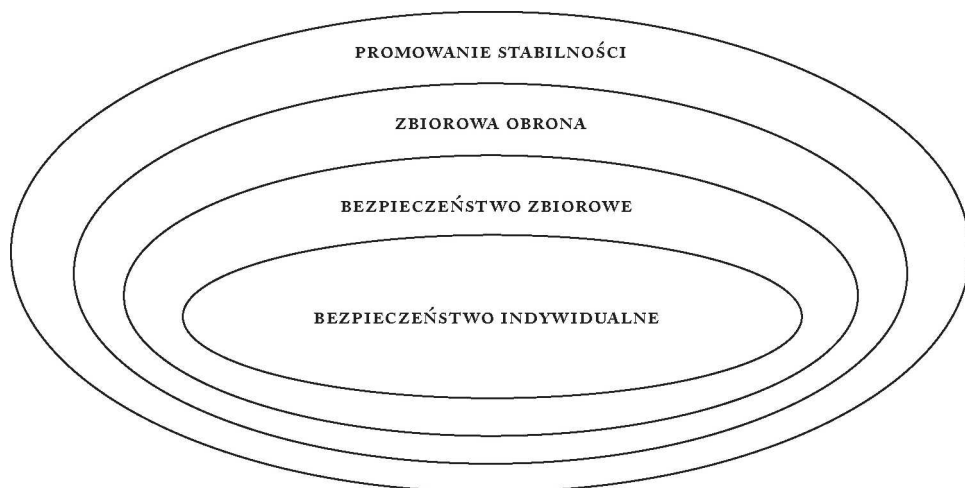 PROMOWANIE STABILNOŚCI
ZBIOROWA OBRONA
BEZPIECZEŃSTWO ZBIOROWE
BEZPIECZEŃSTWO INDYWIDUALNE